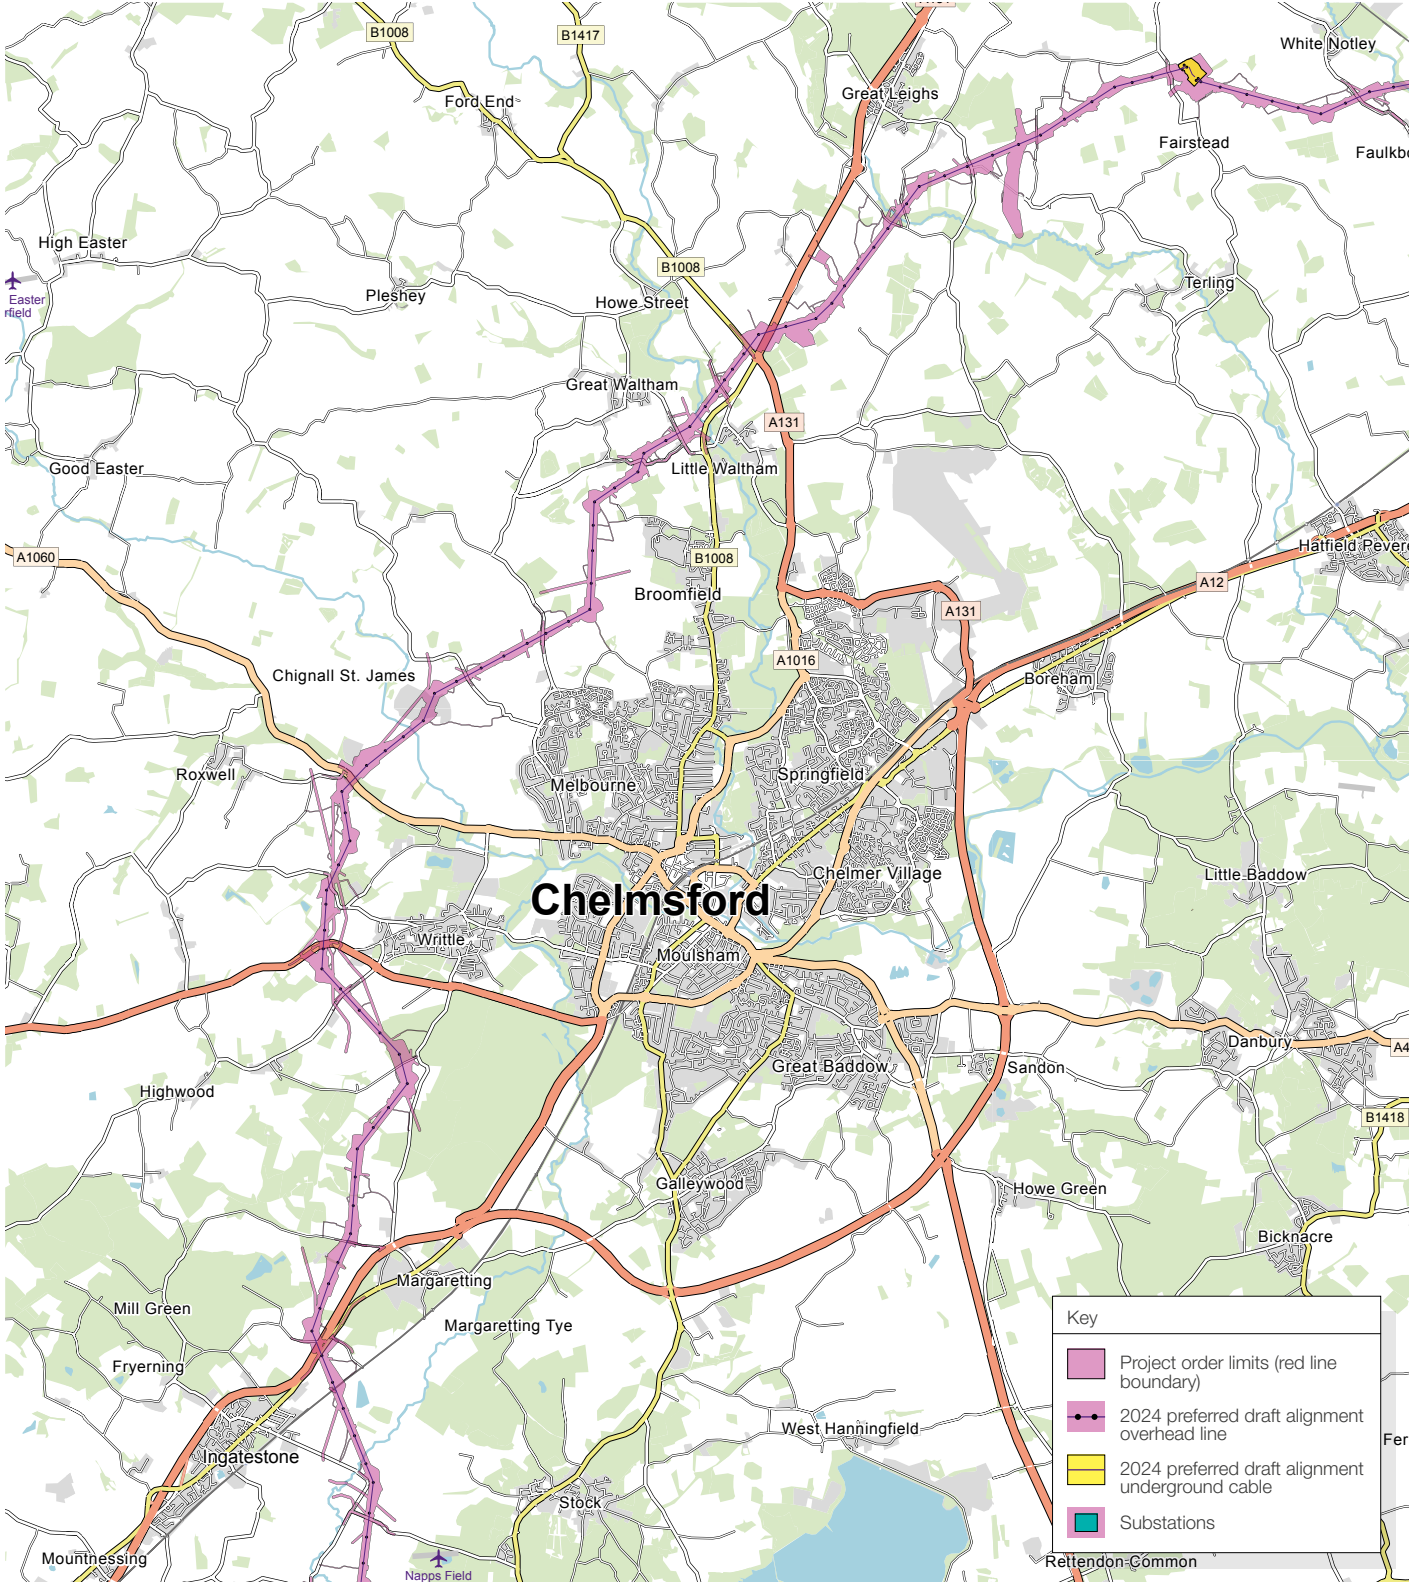 B1008
B1417
White Notley
Ford End
Great Leighs
Fairstead
High Easter
B1008
Terling
Easter
Pleshey
Howe Street
Great Waltham
A131
Good Easter
Little Waltham
A1060
B1008
Broomfield
A12
A131
A1016
Chignall St. James
Boreham
Roxwell
Melbourne
Springfield
Chelmer Village
Little Baddow
Chelmsford
Writtle
Moulsham
Danbury
Great Baddow
Sandon
Highwood
B1418
Galleywood
Howe Green
Bicknacre
Margaretting
Mill Green
Margaretting Tye
Fryerning
West Hanningfield
Ingatestone
Stock
Mountnessing
Napps Field
Rettendon Common
Key
Project order limits (red line
boundary)
2024 preferred draft alignment
overhead line
2024 preferred draft alignment
underground cable
Substations